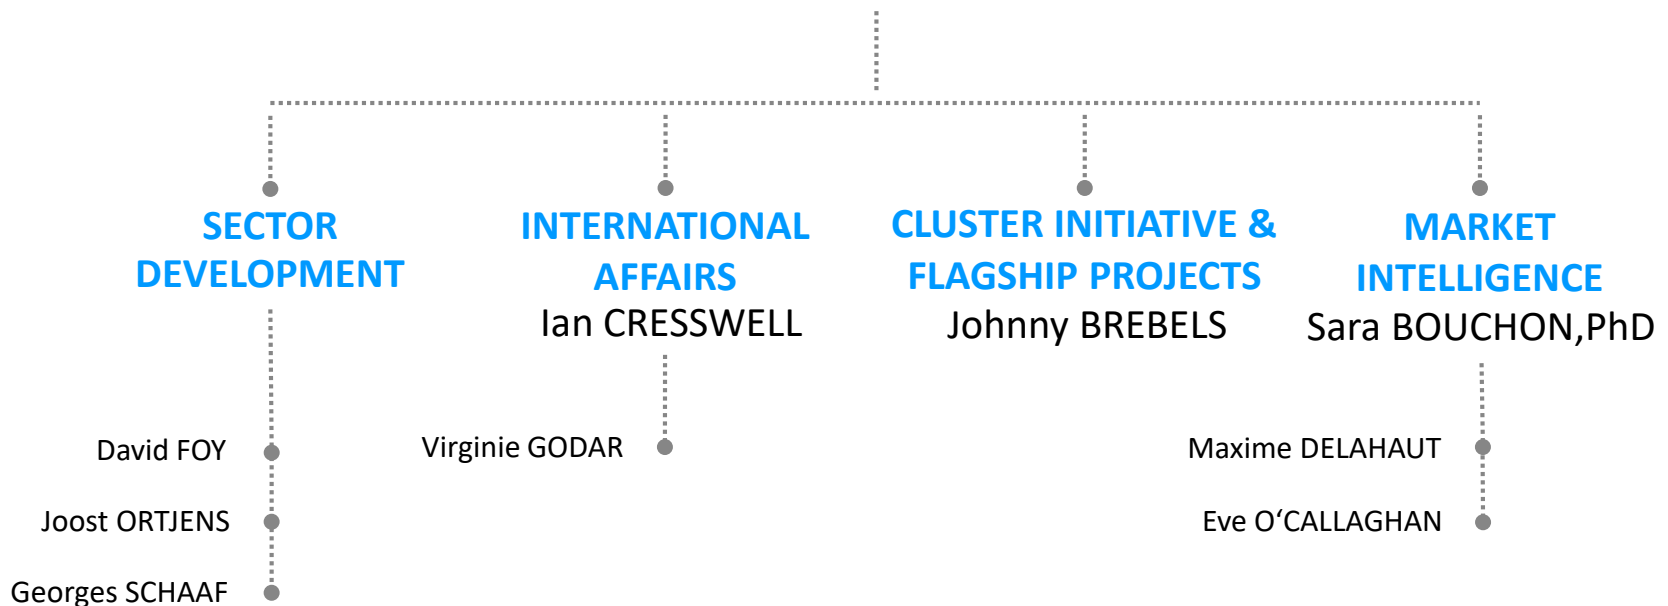 SECTOR
DEVELOPMENT
INTERNATIONAL
AFFAIRS
Ian CRESSWELL
CLUSTER INITIATIVE &
FLAGSHIP PROJECTS
Johnny BREBELS
MARKET
INTELLIGENCE
Sara BOUCHON,PhD
David FOY
Joost ORTJENS
Georges SCHAAF
Virginie GODAR
Maxime DELAHAUT
Eve O‘CALLAGHAN